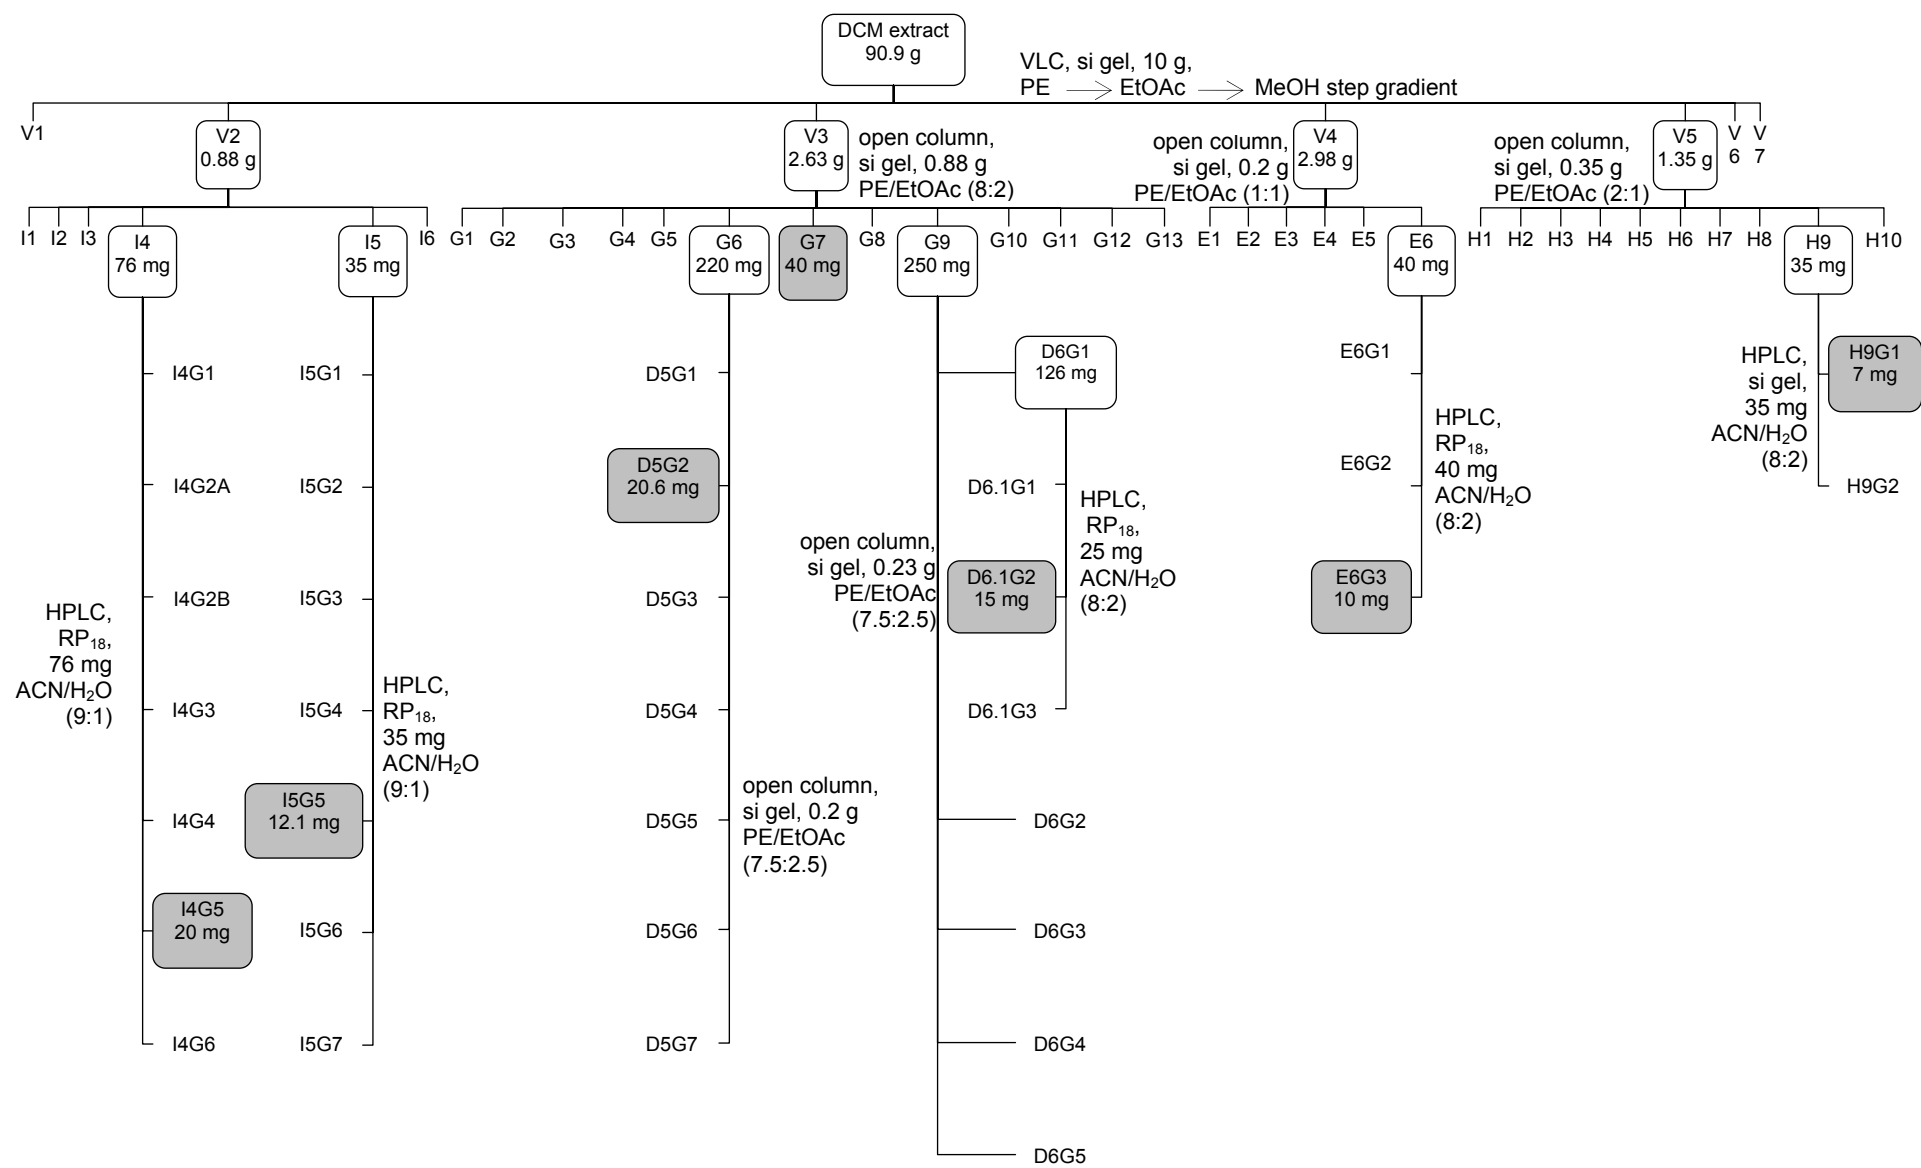 DCM extract
90.9 g
VLC, si gel, 10 g,
PE → EtOAc → MeOH step gradient
V1
V2
0.88 g
V3
2.63 g
open column,
si gel, 0.88 g
PE/EtOAc (8:2)
open column,
si gel, 0.2 g
PE/EtOAc (1:1)
V4
2.98 g
open column,
si gel, 0.35 g
PE/EtOAc (2:1)
V5
1.35 g
V
6
V
7
I1
I2
I3
I4
76 mg
I5
35 mg
I6
G1
G2
G3
G4
G5
G6
220 mg
G7
40 mg
G8
G9
250 mg
G10
G11
G12
G13
E1
E2
E3
E4
E5
E6
40 mg
H1
H2
H3
H4
H5
H6
H7
H8
H9
35 mg
H10
HPLC,
RP18,
76 mg
ACN/H2O
(9:1)
I4G1
I4G2A
I4G2B
I4G3
I4G4
I4G5
20 mg
I4G6
I5G1
I5G2
I5G3
I5G4
I5G5
12.1 mg
I5G6
I5G7
HPLC,
RP18,
35 mg
ACN/H2O
(9:1)
D5G1
D5G2
20.6 mg
D5G3
D5G4
D5G5
D5G6
D5G7
open column,
si gel, 0.2 g
PE/EtOAc
(7.5:2.5)
open column,
si gel, 0.23 g
PE/EtOAc
(7.5:2.5)
D6G1
126 mg
D6.1G1
D6.1G2
15 mg
D6.1G3
HPLC,
RP18,
25 mg
ACN/H2O
(8:2)
D6G2
D6G3
D6G4
D6G5
E6G1
E6G2
E6G3
10 mg
HPLC,
RP18,
40 mg
ACN/H2O
(8:2)
HPLC,
si gel,
35 mg
ACN/H2O
(8:2)
H9G1
7 mg
H9G2